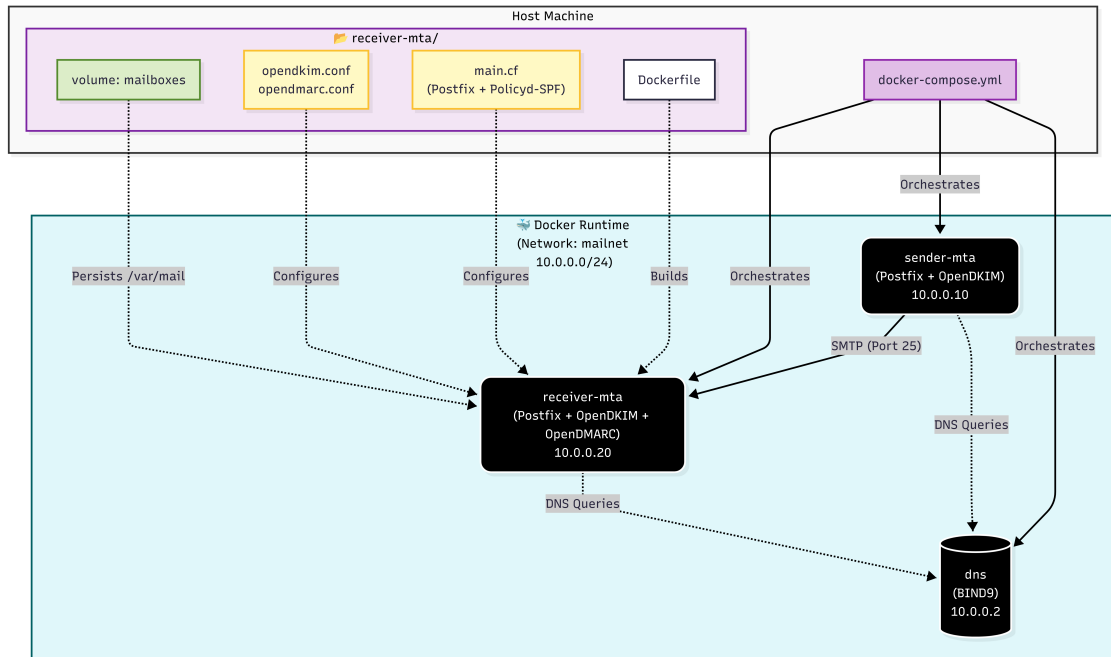 Host Machine
📂 receiver-mta/
volume: mailboxes
opendkim.conf
opendmarc.conf
main.cf
(Postfix + Policyd-SPF)
Dockerfile
docker-compose.yml
Orchestrates
🐳 Docker Runtime
(Network: mailnet
10.0.0.0/24)
sender-mta
(Postfix + OpenDKIM)
10.0.0.10
Persists /var/mail
Configures
Configures
Builds
Orchestrates
SMTP (Port 25)
Orchestrates
receiver-mta
(Postfix + OpenDKIM +
OpenDMARC)
10.0.0.20
DNS Queries
DNS Queries
dns
(BIND9)
10.0.0.2